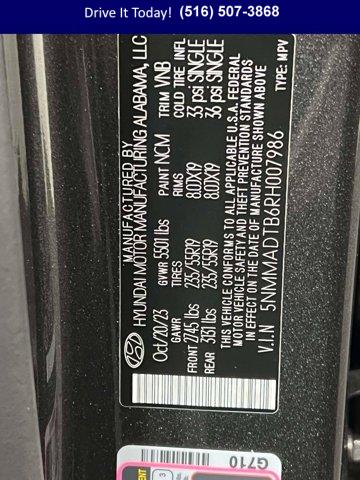 Drive It Today! (516) 507-3868
MANUFACTURED BY
HYUNDAI MOTOR MANUFACTURING ALABAMA, LLC
Oct/20/23 GVWR 5501 lbs PAINT NCM TRIM VNB
GAWR TIRES RIMS COLD TIRE INFL
FRONT 2745 lbs 235/55R19 8.0JX19 33 psi SINGLE
REAR 3131 lbs 235/55R19 8.0JX19 36 psi SINGLE
THIS VEHICLE CONFORMS TO ALL APPLICABLE U.S.A. FEDERAL
MOTOR VEHICLE SAFETY AND THEFT PREVENTION STANDARDS
IN EFFECT ON THE DATE OF MANUFACTURE SHOWN ABOVE
V.I.N 5NMMADTB6RH007986 TYPE: MPV
G710